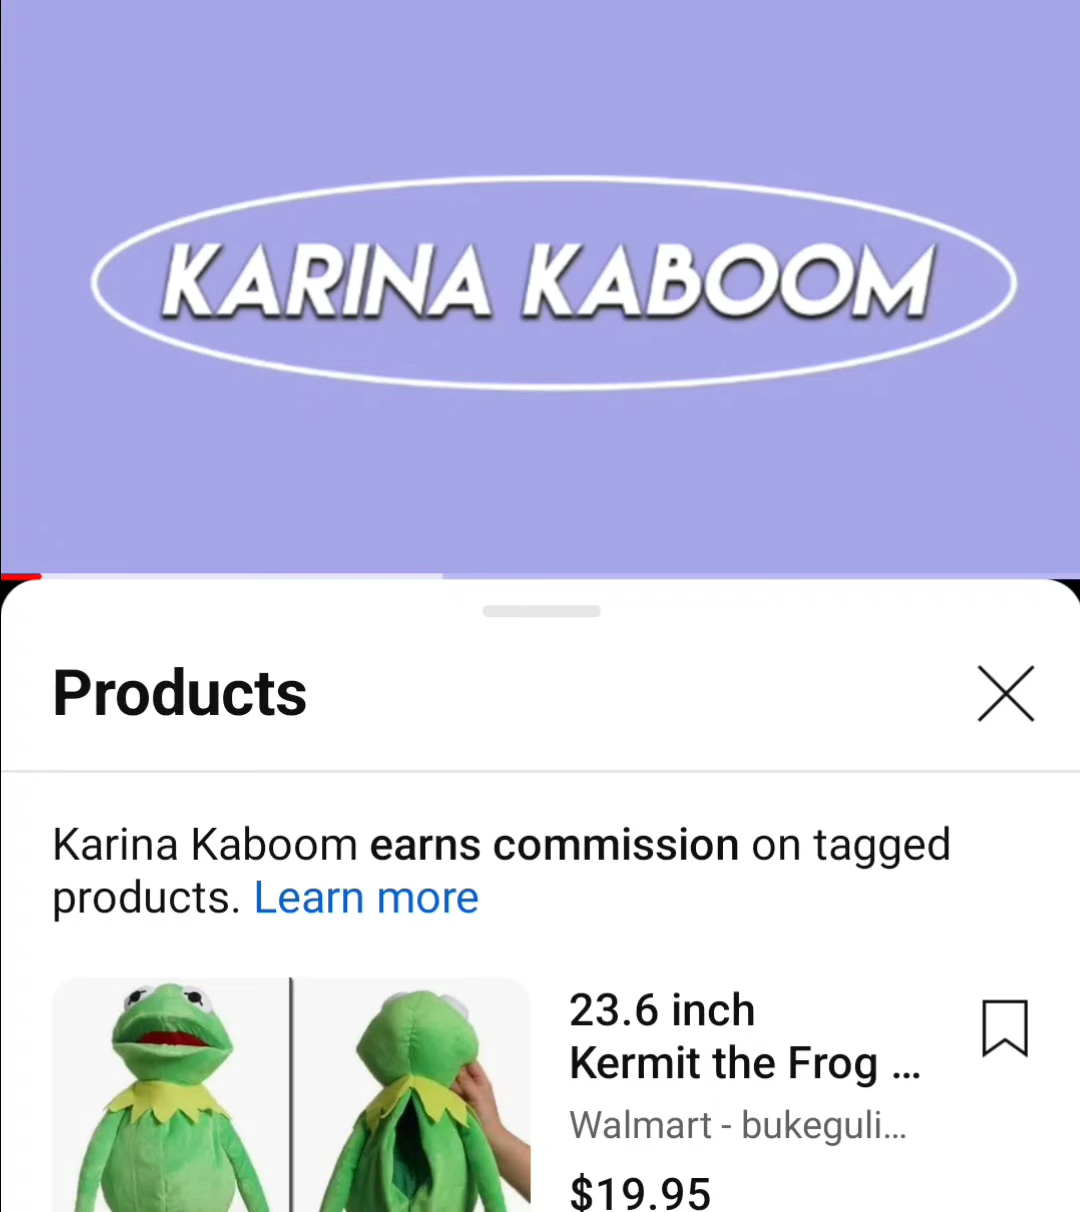 KARINA KABOOM
Products
Karina Kaboom earns commission on tagged
products. Learn more
23.6 inch
Kermit the Frog ...
Walmart - bukeguli...
$19.95